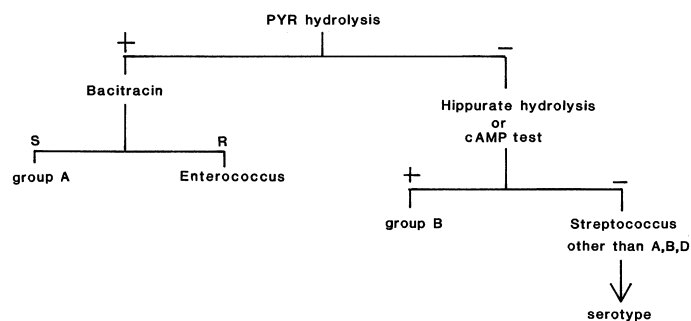 PYR hydrolysis
+
−
Bacitracin
Hippurate hydrolysis
or
cAMP test
S
R
group A
Enterococcus
+
−
group B
Streptococcus
other than A,B,D
serotype